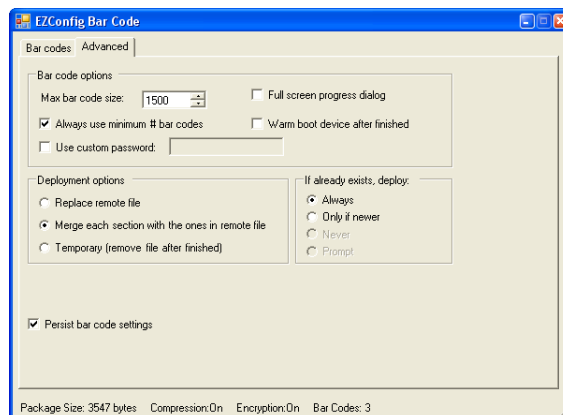 EZConfig Bar Code
Bar codes Advanced
Bar code options
Max bar code size: 1500 Full screen progress dialog
Always use minimum # bar codes Warm boot device after finished
Use custom password:
Deployment options If already exists, deploy:
Replace remote file Always
Merge each section with the ones in remote file Only if newer
Temporary (remove file after finished) Never
Prompt
Persist bar code settings
Package Size: 3547 bytes Compression:On Encryption:On Bar Codes: 3